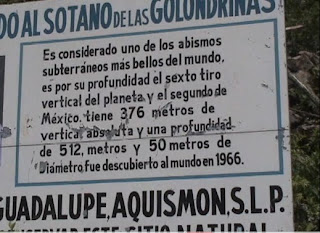 DO AL SOTANO DE LAS GOLONDRINAS
Es considerado uno de los abismos
subterráneos más bellos del mundo,
es por su profundidad el sexto tiro
vertical del planeta y el segundo de
México. tiene 376 metros de
vertical absoluta y una profundidad
de 512, metros y 50 metros de
diámetro fue descubierto al mundo en 1966.
GUADALUPE, AQUISMON, S.L.P.
ESTE SITIO NATURAL